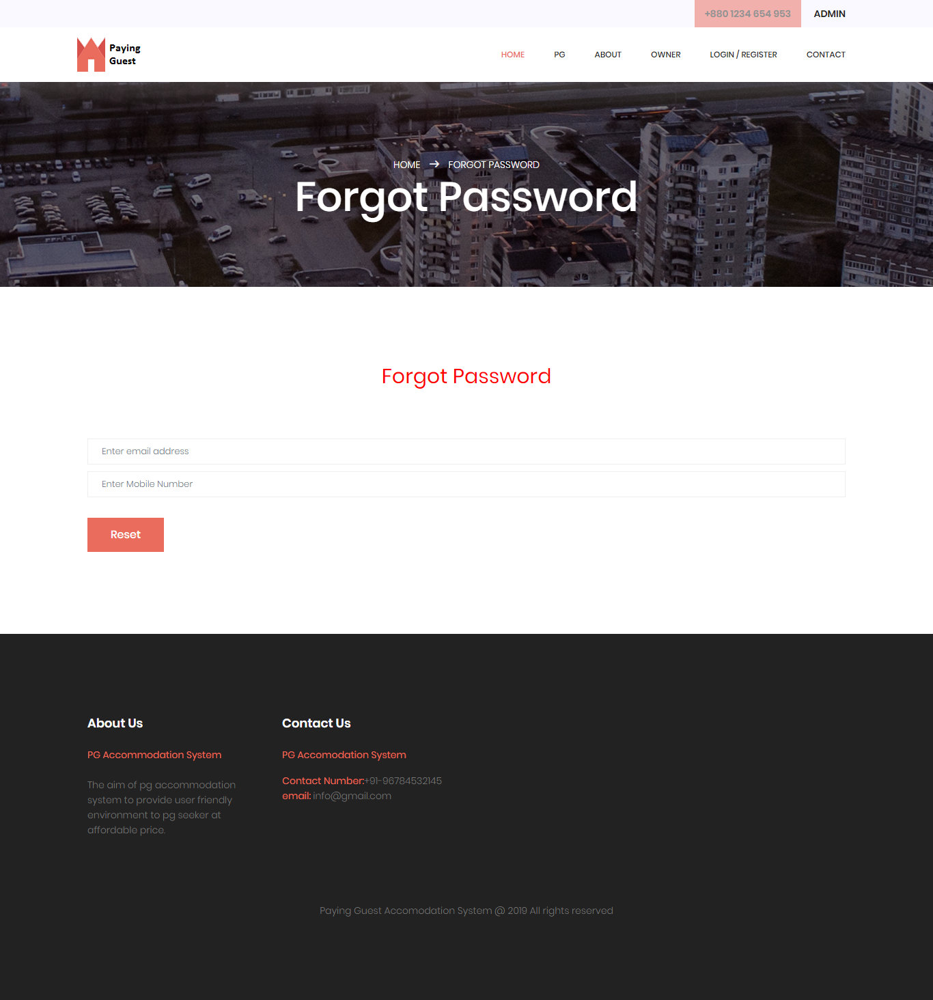 +880 1234 654 953
ADMIN
Paying
Guest
HOME
PG
ABOUT
OWNER
LOGIN / REGISTER
CONTACT
HOME → FORGOT PASSWORD
Forgot Password
Forgot Password
Enter email address
Enter Mobile Number
Reset
About Us
PG Accommodation System
The aim of pg accommodation
system to provide user friendly
environment to pg seeker at
affordable price.
Contact Us
PG Accomodation System
Contact Number:+91-96784532145
email: info@gmail.com
Paying Guest Accomodation System @ 2019 All rights reserved